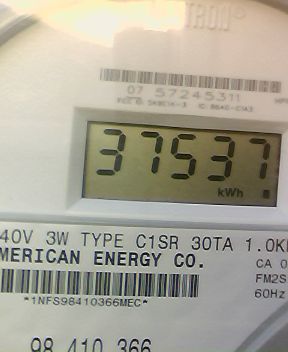 TRON®
07 57245311
37537
kWh
40V 3W TYPE C1SR 30TA 1.0K
MERICAN ENERGY CO.
CA 0
FM2S
60Hz
*1NFS98410366MEC*
98 410 366